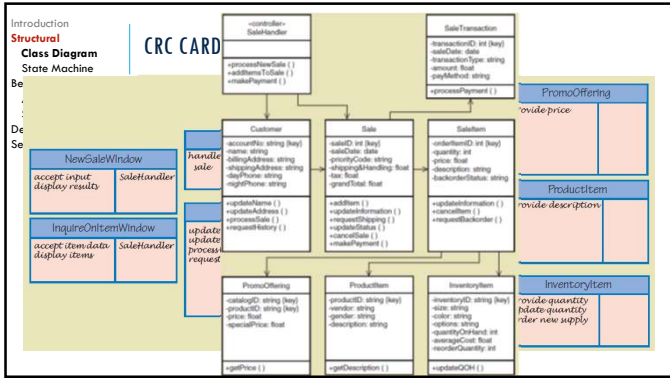 Introduction
Structural
Class Diagram
State Machine
Be
De
Se
CRC CARD
NewSaleWindow
accept input
display results
SaleHandler
InquireOnItemWindow
accept item data
display items
SaleHandler
handle
sale
update
update
process
request
«controller»
SaleHandler
+processNewSale ( )
+addItemsToSale ( )
+makePayment ( )
SaleTransaction
-transactionID: int {key}
-saleDate: date
-transactionType: string
-amount: float
-payMethod: string
+processPayment ( )
Customer
-accountNo: string {key}
-name: string
-billingAddress: string
-shippingAddress: string
-dayPhone: string
-nightPhone: string
+updateName ( )
+updateAddress ( )
+processSale ( )
+requestHistory ( )
Sale
-saleID: int {key}
-saleDate: date
-priorityCode: string
-shipping&Handling: float
-tax: float
-grandTotal: float
+addItem ( )
+updateInformation ( )
+requestShipping ( )
+updateStatus ( )
+cancelSale ( )
+makePayment ( )
SaleItem
-orderItemID: int {key}
-quantity: int
-price: float
-description: string
-backorderStatus: string
+updateInformation ( )
+cancelItem ( )
+requestBackorder ( )
PromoOffering
-catalogID: string {key}
-productID: string {key}
-price: float
-specialPrice: float
+getPrice ( )
ProductItem
-productID: string {key}
-vendor: string
-gender: string
-description: string
+getDescription ( )
InventoryItem
-inventoryID: string {key}
-size: string
-color: string
-options: string
-quantityOnHand: int
-averageCost: float
-reorderQuantity: int
+updateQOH ( )
PromoOffering
rovide price
ProductItem
rovide description
InventoryItem
rovide quantity
pdate quantity
rder new supply